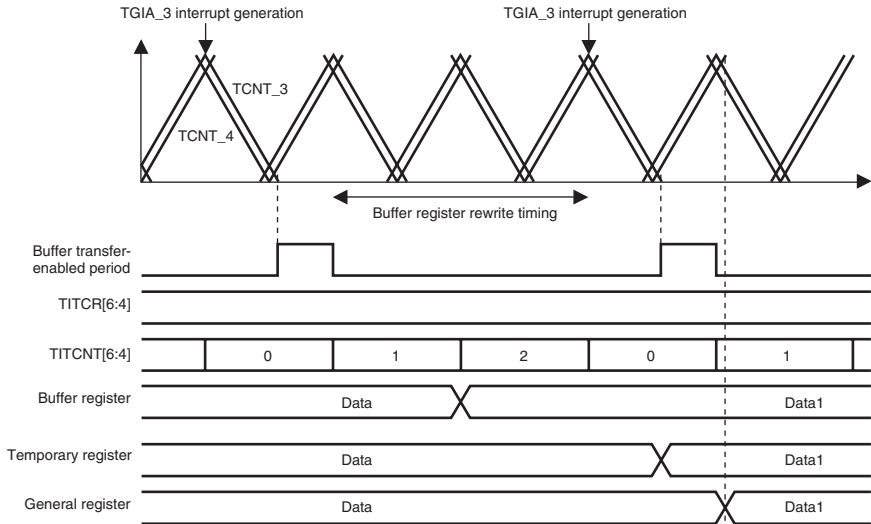 TGIA_3 interrupt generation
TGIA_3 interrupt generation
TCNT_3
TCNT_4
Buffer register rewrite timing
Buffer transfer-
enabled period
TITCR[6:4]
TITCNT[6:4]
0
1
2
0
1
Buffer register
Data
Data1
Temporary register
Data
Data1
General register
Data
Data1